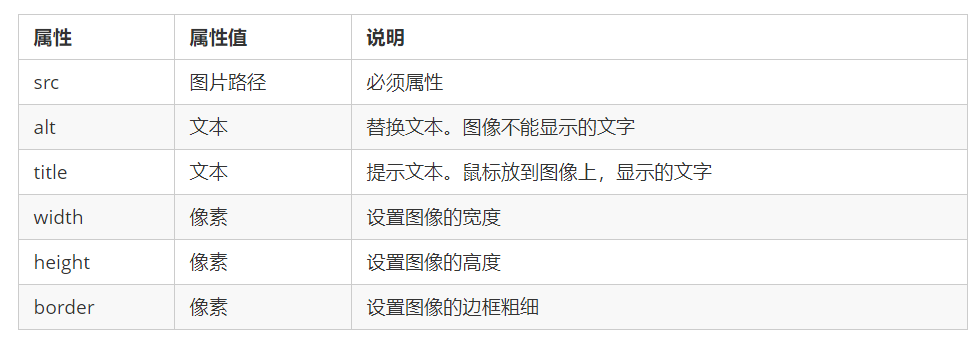 属性 属性值 说明
src 图片路径 必须属性
alt 文本 替换文本。图像不能显示的文字
title 文本 提示文本。鼠标放到图像上，显示的文字
width 像素 设置图像的宽度
height 像素 设置图像的高度
border 像素 设置图像的边框粗细